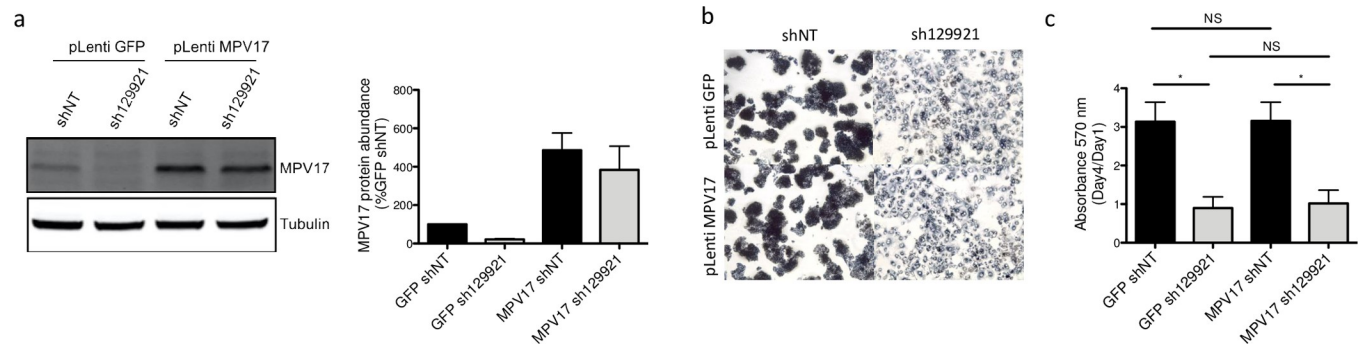 a
pLenti GFP pLenti MPV17
shNT sh129921 shNT sh129921
MPV17
Tubulin
MPV17 protein abundance
(%GFP shNT)
800
600
400
200
0
GFP shNT GFP sh129921 MPV17 shNT MPV17 sh129921
b
shNT sh129921
pLenti GFP
pLenti MPV17
c
NS
NS
* *
Absorbance 570 nm
(Day4/Day1)
4
3
2
1
0
GFP shNT GFP sh129921 MPV17 shNT MPV17 sh129921